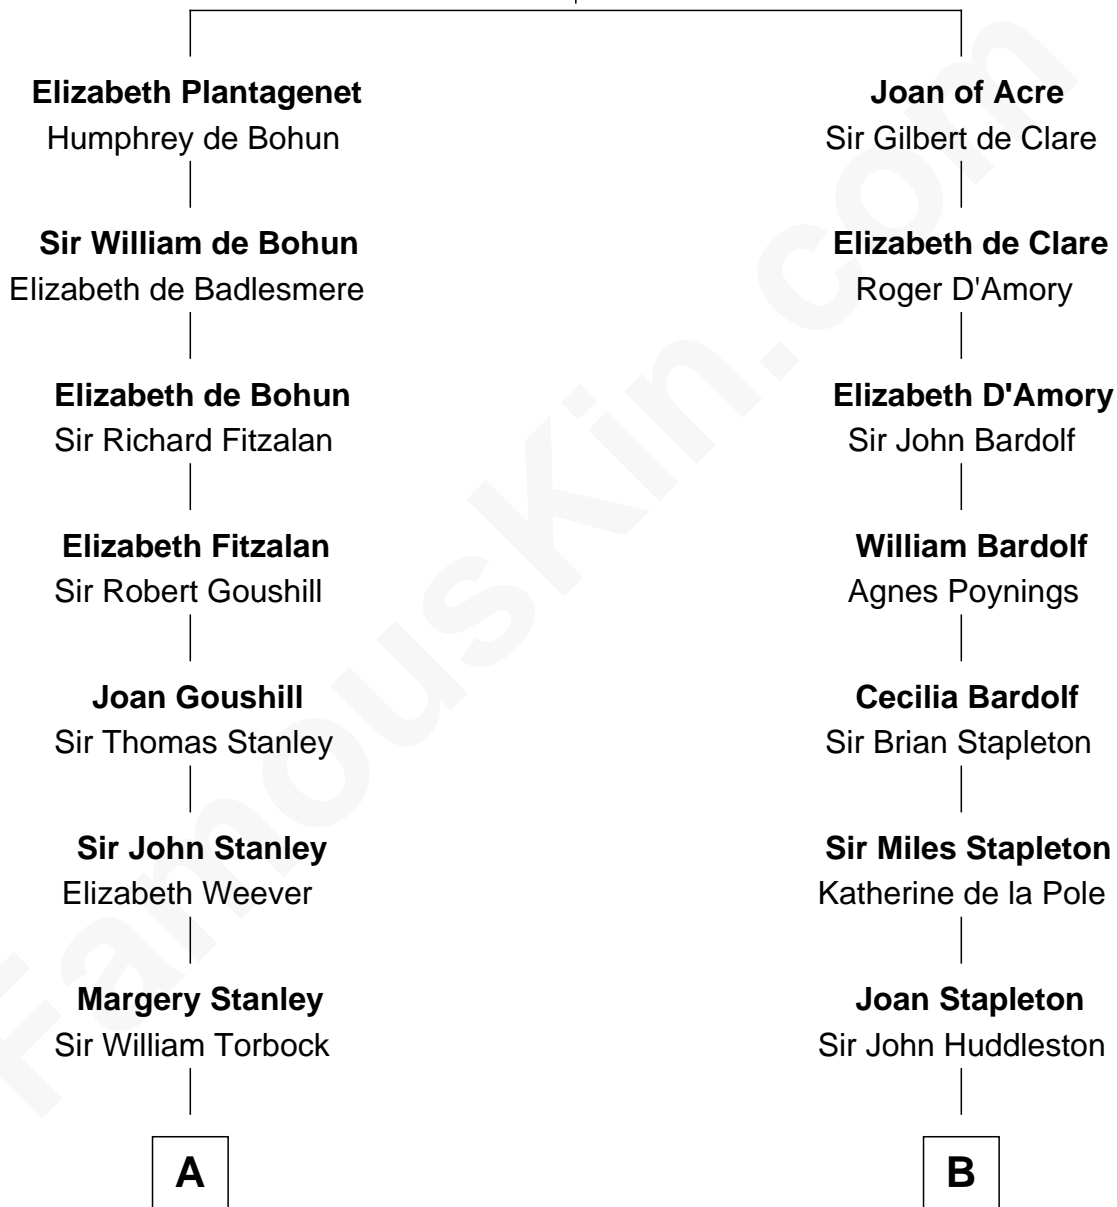 Elizabeth Plantagenet
Humphrey de Bohun
Sir William de Bohun
Elizabeth de Badlesmere
Elizabeth de Bohun
Sir Richard Fitzalan
Elizabeth Fitzalan
Sir Robert Goushill
Joan Goushill
Sir Thomas Stanley
Sir John Stanley
Elizabeth Weever
Margery Stanley
Sir William Torbock
A
Joan of Acre
Sir Gilbert de Clare
Elizabeth de Clare
Roger D'Amory
Elizabeth D'Amory
Sir John Bardolf
William Bardolf
Agnes Poynings
Cecilia Bardolf
Sir Brian Stapleton
Sir Miles Stapleton
Katherine de la Pole
Joan Stapleton
Sir John Huddleston
B
FamousKin.com